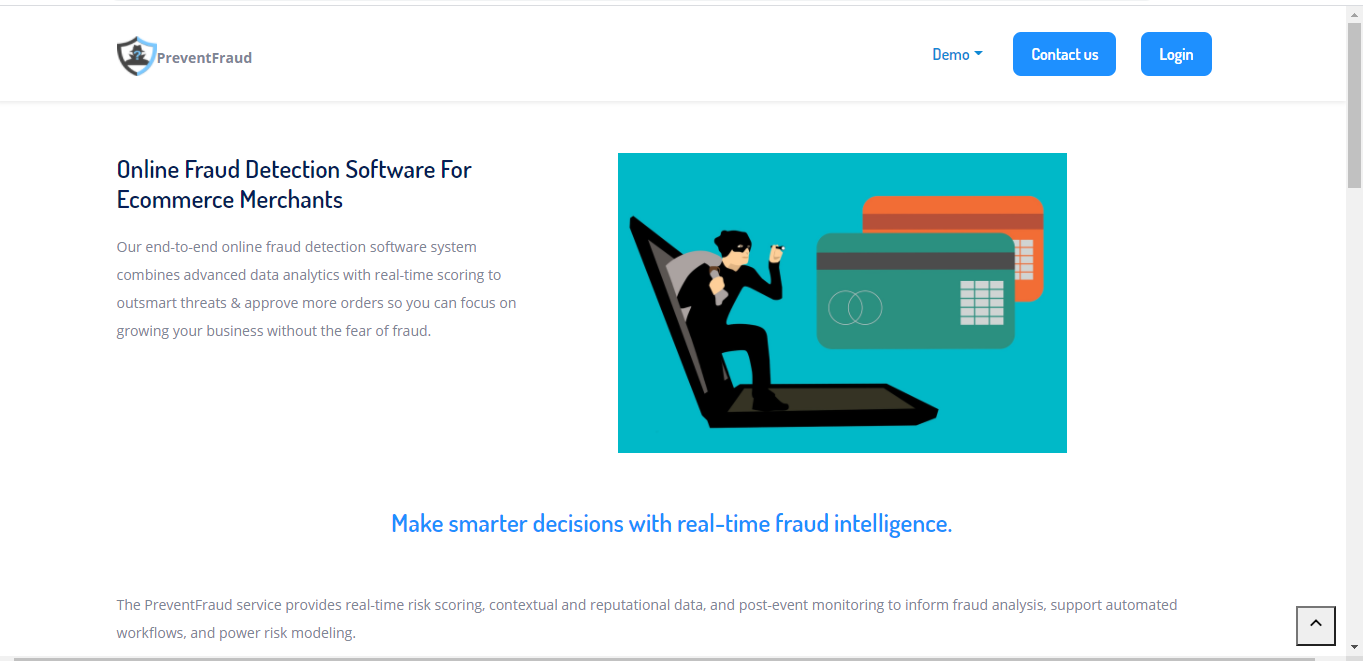 PreventFraud
Demo
Contact us
Login
Online Fraud Detection Software For
Ecommerce Merchants
Our end-to-end online fraud detection software system
combines advanced data analytics with real-time scoring to
outsmart threats & approve more orders so you can focus on
growing your business without the fear of fraud.
Make smarter decisions with real-time fraud intelligence.
The PreventFraud service provides real-time risk scoring, contextual and reputational data, and post-event monitoring to inform fraud analysis, support automated
workflows, and power risk modeling.